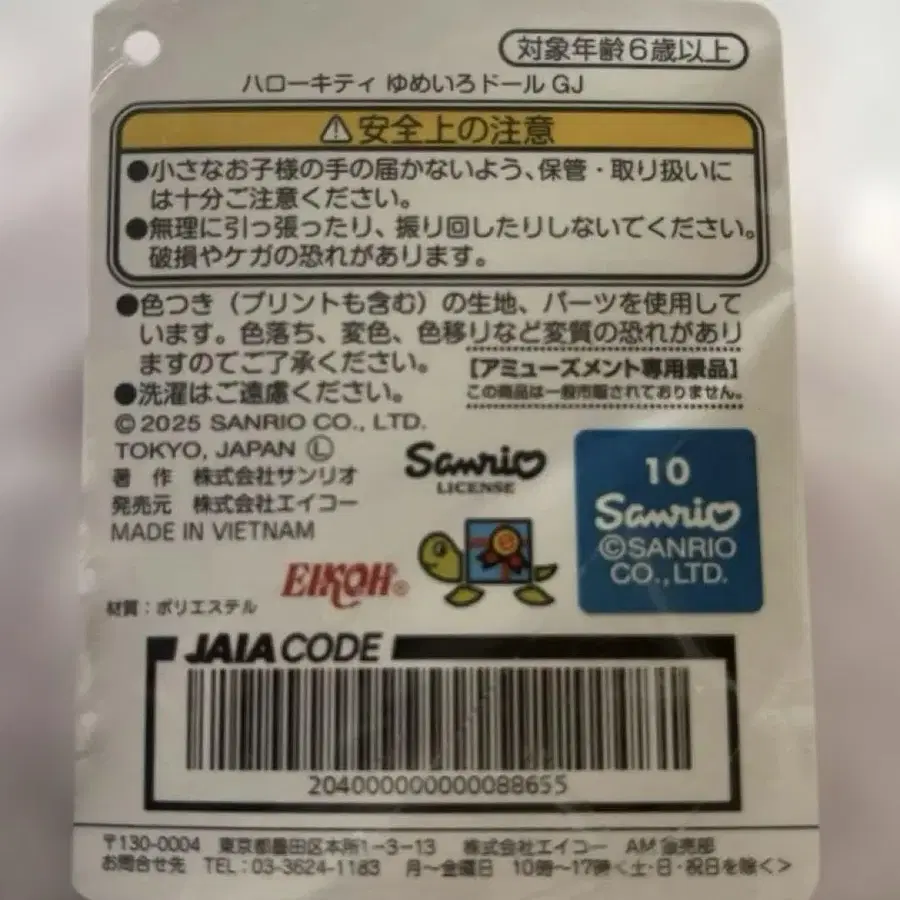 対象年齢6歳以上
ハローキティ ゆめいろドール GJ
⚠安全上の注意
●小さなお子様の手の届かないよう、保管・取り扱いに
は十分ご注意ください。
●無理に引っ張ったり、振り回したりしないでください。
破損やケガの恐れがあります。
●色つき（プリントも含む）の生地、パーツを使用して
います。色落ち、変色、色移りなど変質の恐れがあり
ますのでご了承ください。
[アミューズメント専用景品]
この商品は一般市販されておりません。
●洗濯はご遠慮ください。
©2025 SANRIO CO., LTD.
TOKYO, JAPAN Ⓛ
著 作 株式会社サンリオ
発売元 株式会社エイコー
MADE IN VIETNAM
Sanrio
LICENSE
10
Sanrio
©SANRIO
CO.,LTD.
EIKOH®
材質：ポリエステル
JAIA CODE
204000000000088655
〒130-0004 東京都墨田区本所1-3-13 株式会社エイコー AM営売部
お問合せ先 TEL：03-3624-1183 月〜金曜日 10時〜17時<土・日・祝日を除く>